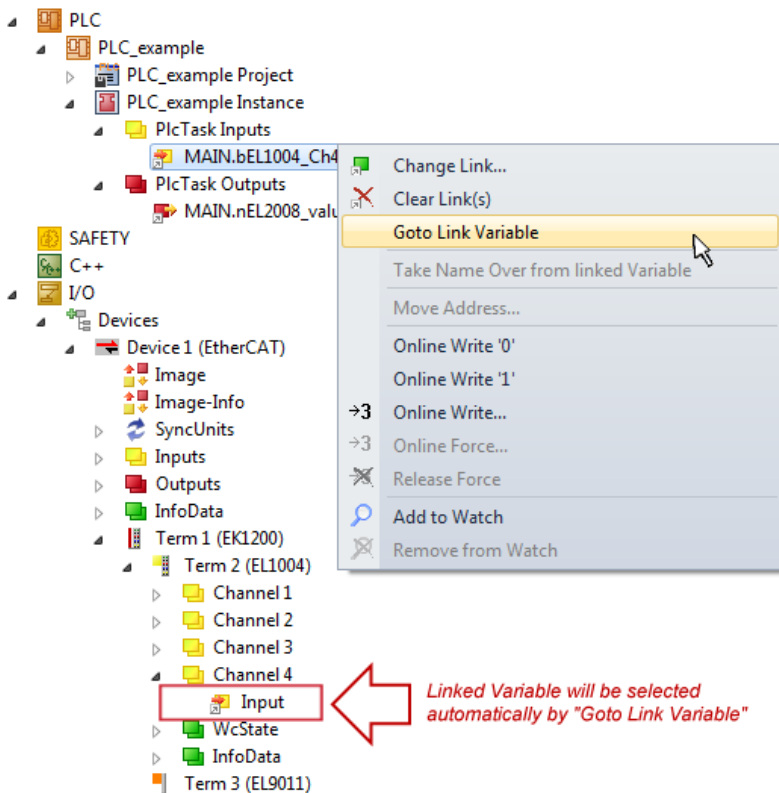 PLC
PLC_example
PLC_example Project
PLC_example Instance
PlcTask Inputs
MAIN.bEL1004_Ch4
PlcTask Outputs
MAIN.nEL2008_valu
SAFETY
C++
I/O
Devices
Device 1 (EtherCAT)
Image
Image-Info
SyncUnits
Inputs
Outputs
InfoData
Term 1 (EK1200)
Term 2 (EL1004)
Channel 1
Channel 2
Channel 3
Channel 4
Input
WcState
InfoData
Term 3 (EL9011)
Change Link...
Clear Link(s)
Goto Link Variable
Take Name Over from linked Variable
Move Address...
Online Write '0'
Online Write '1'
→3 Online Write...
→3 Online Force...
Release Force
Add to Watch
Remove from Watch
Linked Variable will be selected
automatically by "Goto Link Variable"